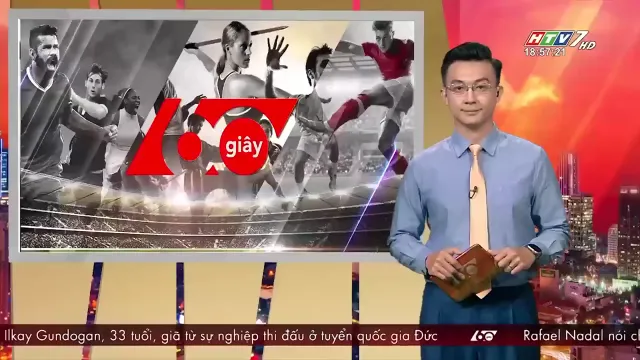 HTV7 HD
18:57:21
60 giây
Ilkay Gundogan, 33 tuổi, giã từ sự nghiệp thi đấu ở tuyển quốc gia Đức 60 Rafael Nadal nói c